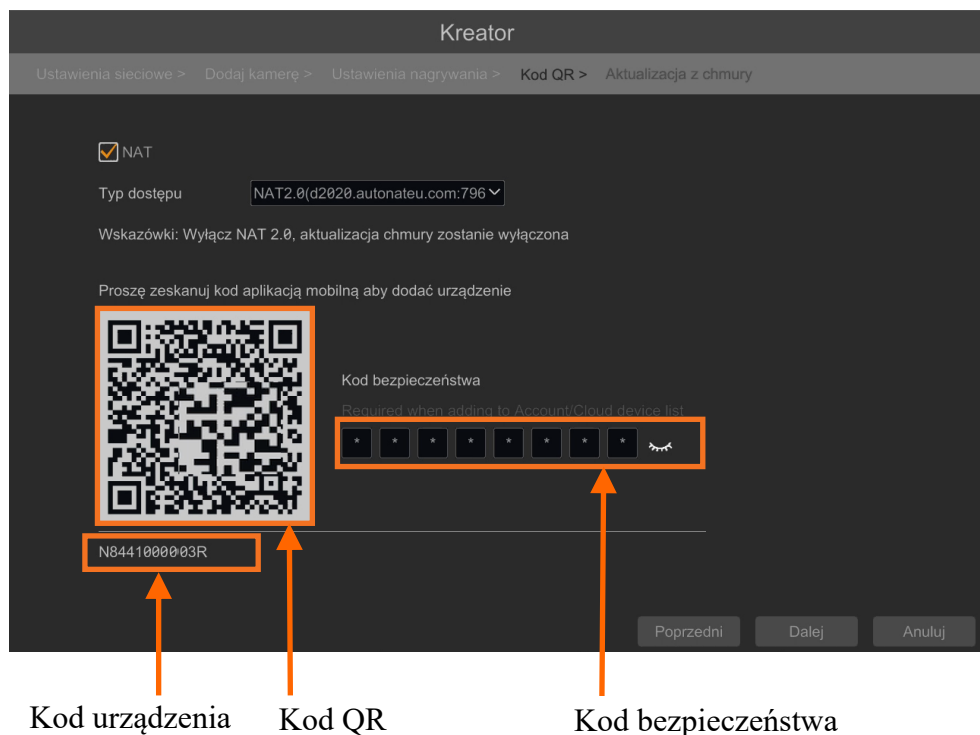 Kreator
Ustawienia sieciowe > Dodaj kamerę > Ustawienia nagrywania > Kod QR > Aktualizacja z chmury
NAT
Typ dostępu NAT2.0(d2020.autonateu.com:796
Wskazówki: Wyłącz NAT 2.0, aktualizacja chmury zostanie wyłączona
Proszę zeskanuj kod aplikacją mobilną aby dodać urządzenie
Kod bezpieczeństwa
Required when adding to Account/Cloud device list
* * * * * * * *
N84410000003R
Poprzedni Dalej Anuluj
Kod urządzenia Kod QR Kod bezpieczeństwa